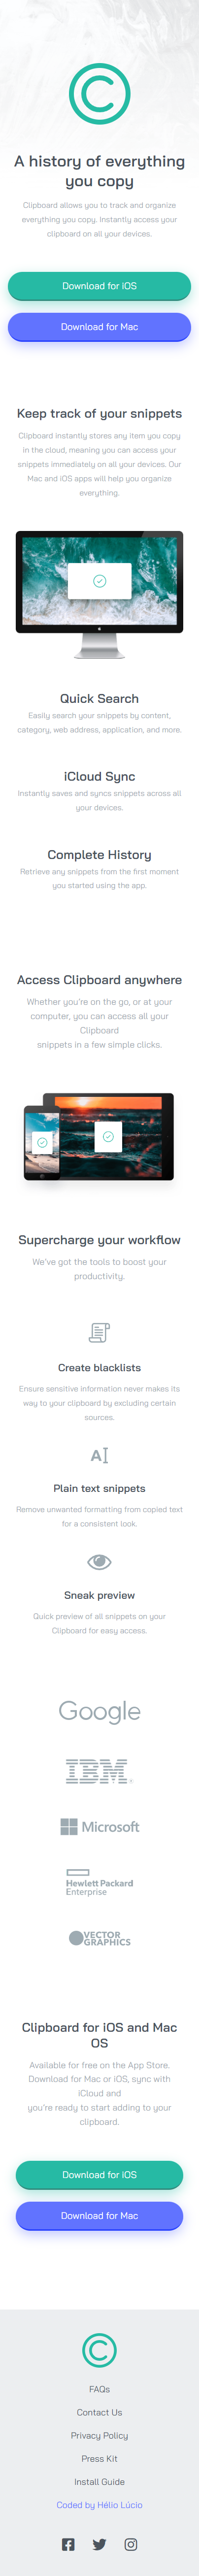 A history of everything
you copy
Clipboard allows you to track and organize
everything you copy. Instantly access your
clipboard on all your devices.
Download for iOS
Download for Mac
Keep track of your snippets
Clipboard instantly stores any item you copy
in the cloud, meaning you can access your
snippets immediately on all your devices. Our
Mac and iOS apps will help you organize
everything.
Quick Search
Easily search your snippets by content,
category, web address, application, and more.
iCloud Sync
Instantly saves and syncs snippets across all
your devices.
Complete History
Retrieve any snippets from the first moment
you started using the app.
Access Clipboard anywhere
Whether you're on the go, or at your
computer, you can access all your
Clipboard
snippets in a few simple clicks.
Supercharge your workflow
We've got the tools to boost your
productivity.
Create blacklists
Ensure sensitive information never makes its
way to your clipboard by excluding certain
sources.
Plain text snippets
Remove unwanted formatting from copied text
for a consistent look.
Sneak preview
Quick preview of all snippets on your
Clipboard for easy access.
Google
IBM
Microsoft
Hewlett Packard
Enterprise
VECTOR
GRAPHICS
Clipboard for iOS and Mac
OS
Available for free on the App Store.
Download for Mac or iOS, sync with
iCloud and
you're ready to start adding to your
clipboard.
Download for iOS
Download for Mac
FAQs
Contact Us
Privacy Policy
Press Kit
Install Guide
Coded by Hélio Lúcio